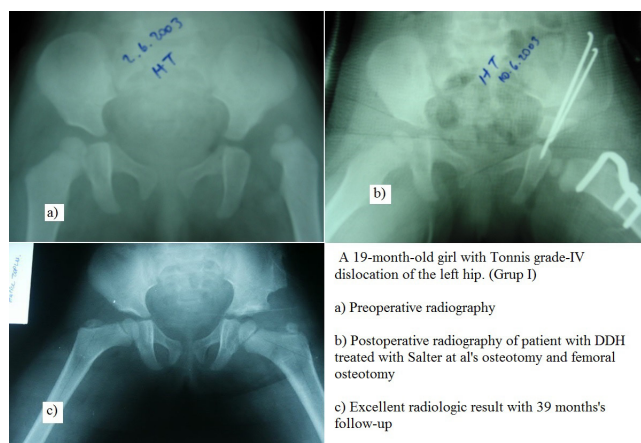 2.6.2003
HT
a)
HT
10.6.2003
b)
c)
A 19-month-old girl with Tonnis grade-IV
dislocation of the left hip. (Grup I)
a) Preoperative radiography
b) Postoperative radiography of patient with DDH
treated with Salter at al's osteotomy and femoral
osteotomy
c) Excellent radiologic result with 39 months's
follow-up